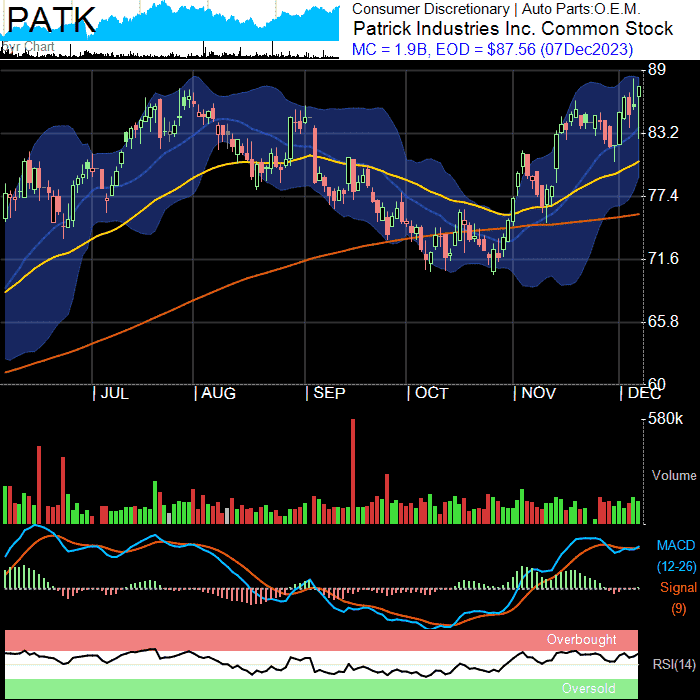 PATK
5yr Chart
Consumer Discretionary | Auto Parts:O.E.M.
Patrick Industries Inc. Common Stock
MC = 1.9B, EOD = $87.56 (07Dec2023)
89
83.2
77.4
71.6
65.8
60
| JUL | AUG | SEP | OCT | NOV | DEC
580k
Volume
MACD
(12-26)
Signal
(9)
Overbought
RSI(14)
Oversold